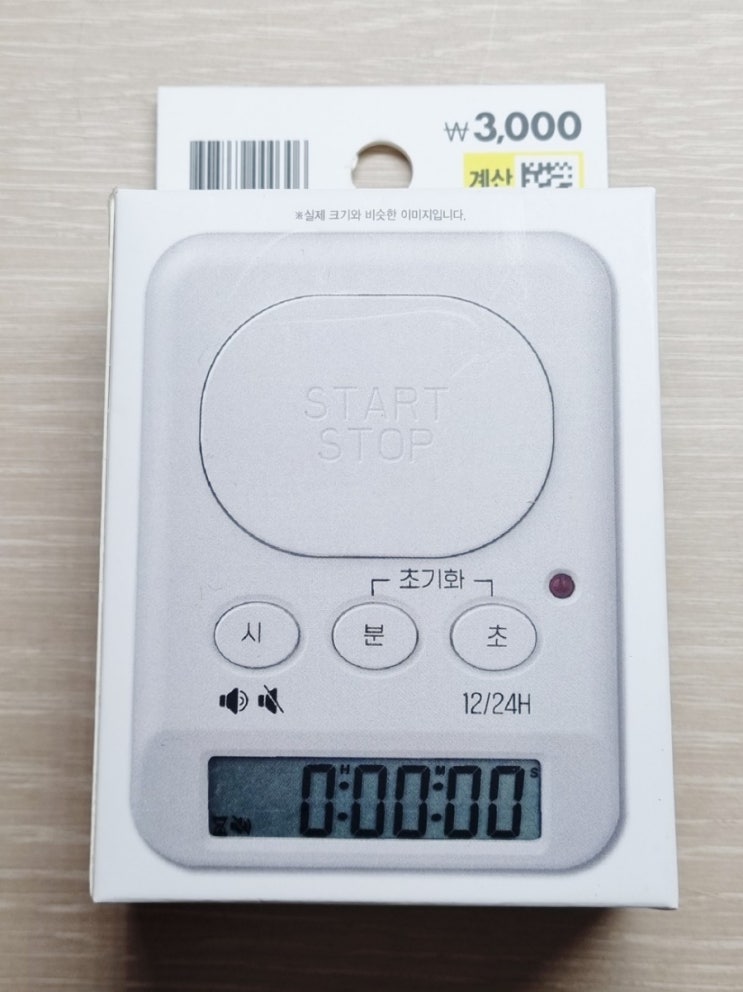 ₩3,000
계산
※실제 크기와 비슷한 이미지입니다.
START
STOP
초기화
시 분 초
12/24H
0:00:00
H M S